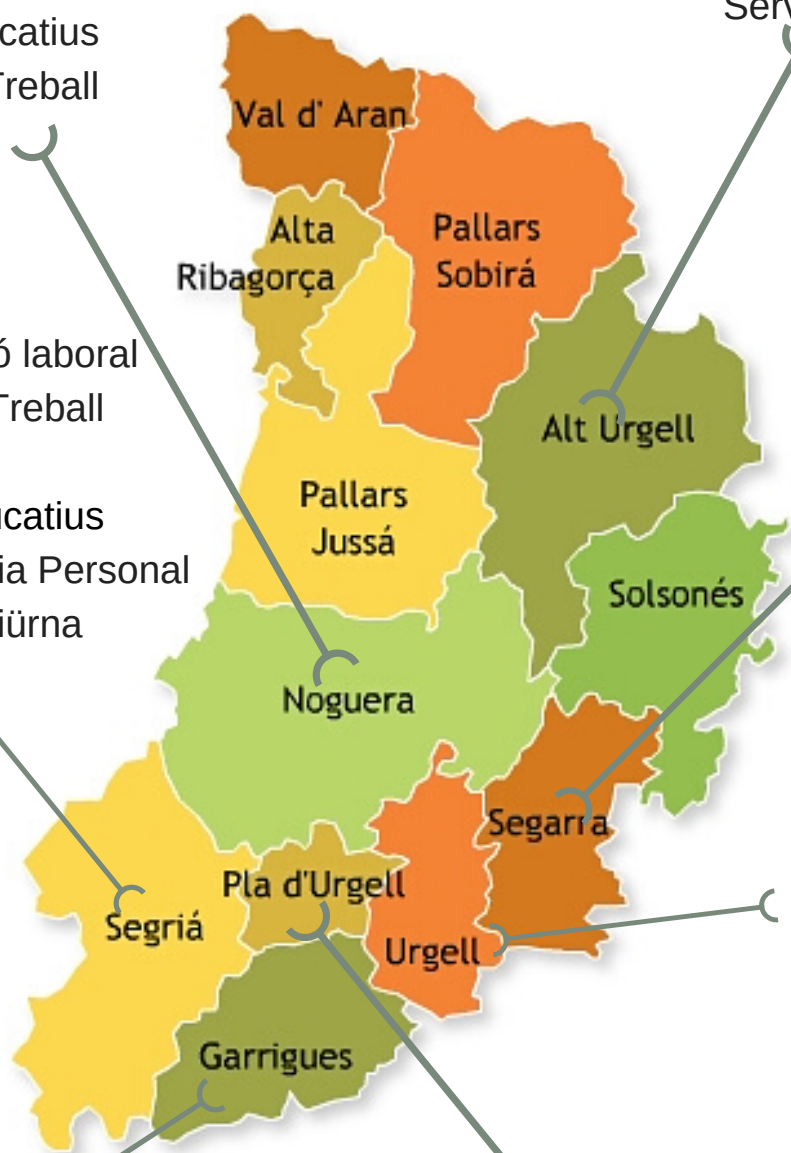 catius
Treball
Serv
Val d' Aran
Alta
Ribagorça
Pallars
Sobirá
ó laboral
Treball
Alt Urgell
Pallars
Jussá
ucatius
ia Personal
iürna
Solsonés
Noguera
Segarra
Pla d'Urgell
Segriá
Urgell
Garrigues